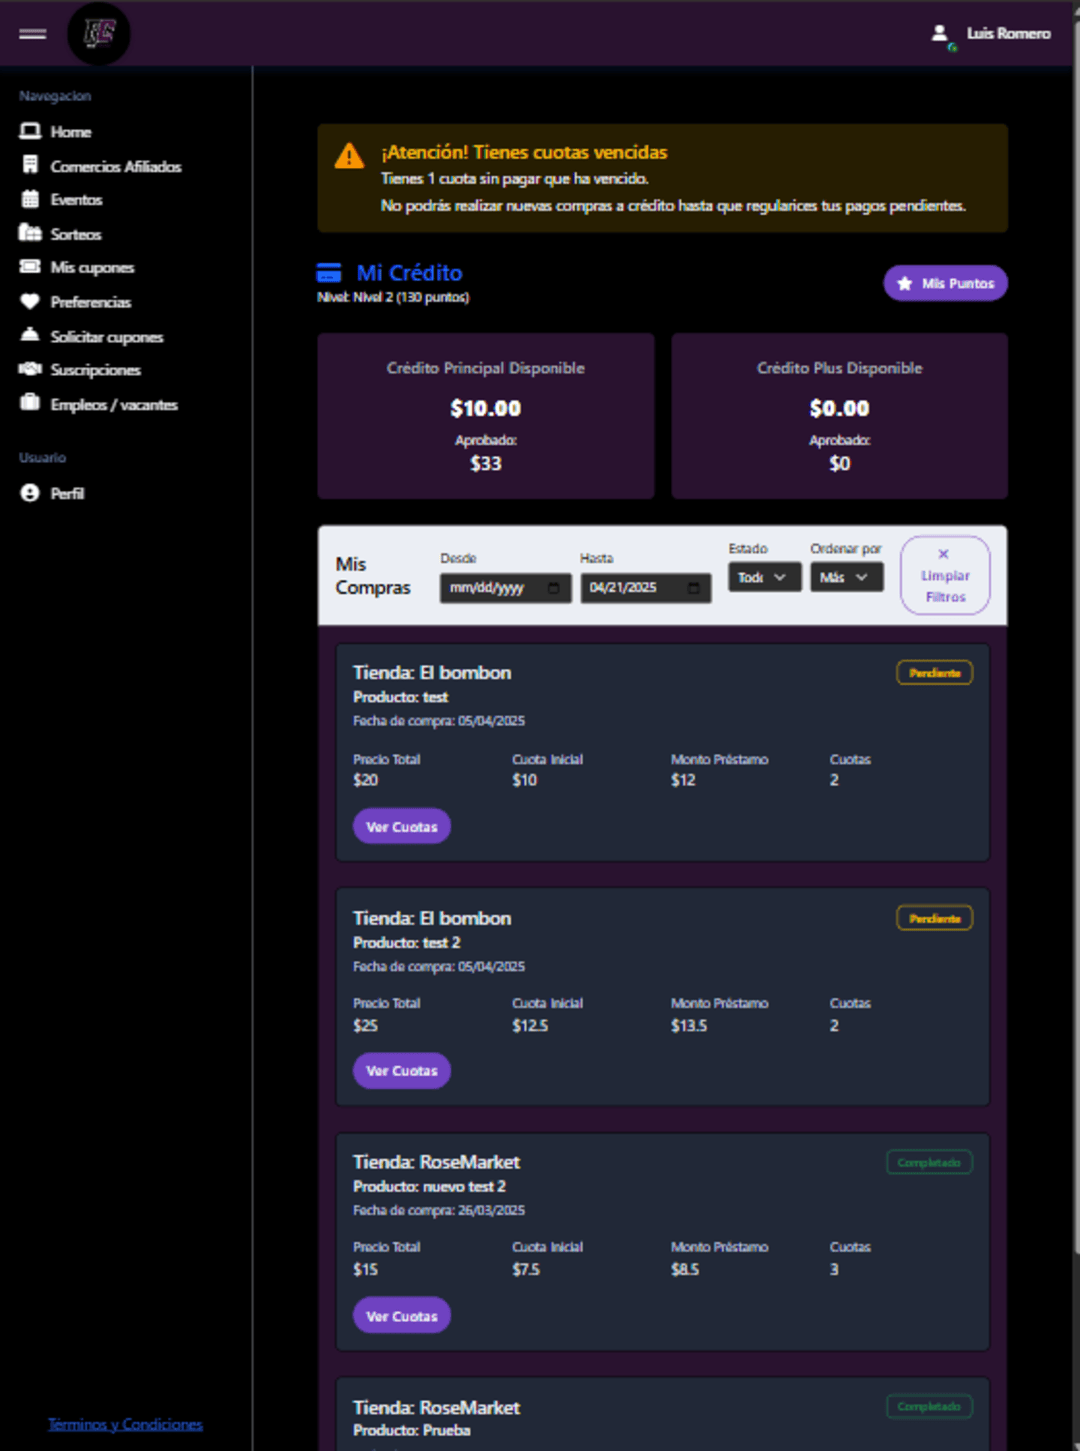 Luis Romero
Navegacion
Home
Comercios Afiliados
Eventos
Sorteos
Mis cupones
Preferencias
Solicitar cupones
Suscripciones
Empleos / vacantes
Usuario
Perfil
Términos y Condiciones
¡Atención! Tienes cuotas vencidas
Tienes 1 cuota sin pagar que ha vencido.
No podrás realizar nuevas compras a crédito hasta que regularices tus pagos pendientes.
Mi Crédito
Nivel: Nivel 2 (130 puntos)
Mis Puntos
Crédito Principal Disponible
$10.00
Aprobado:
$33
Crédito Plus Disponible
$0.00
Aprobado:
$0
Mis
Compras
Desde
mm/dd/yyyy
Hasta
04/21/2025
Estado
Todo
Ordenar por
Más
Limpiar
Filtros
Tienda: El bombon
Pendiente
Producto: test
Fecha de compra: 05/04/2025
Precio Total Cuota Inicial Monto Préstamo Cuotas
$20 $10 $12 2
Ver Cuotas
Tienda: El bombon
Pendiente
Producto: test 2
Fecha de compra: 05/04/2025
Precio Total Cuota Inicial Monto Préstamo Cuotas
$25 $12.5 $13.5 2
Ver Cuotas
Tienda: RoseMarket
Completado
Producto: nuevo test 2
Fecha de compra: 26/03/2025
Precio Total Cuota Inicial Monto Préstamo Cuotas
$15 $7.5 $8.5 3
Ver Cuotas
Tienda: RoseMarket
Completado
Producto: Prueba